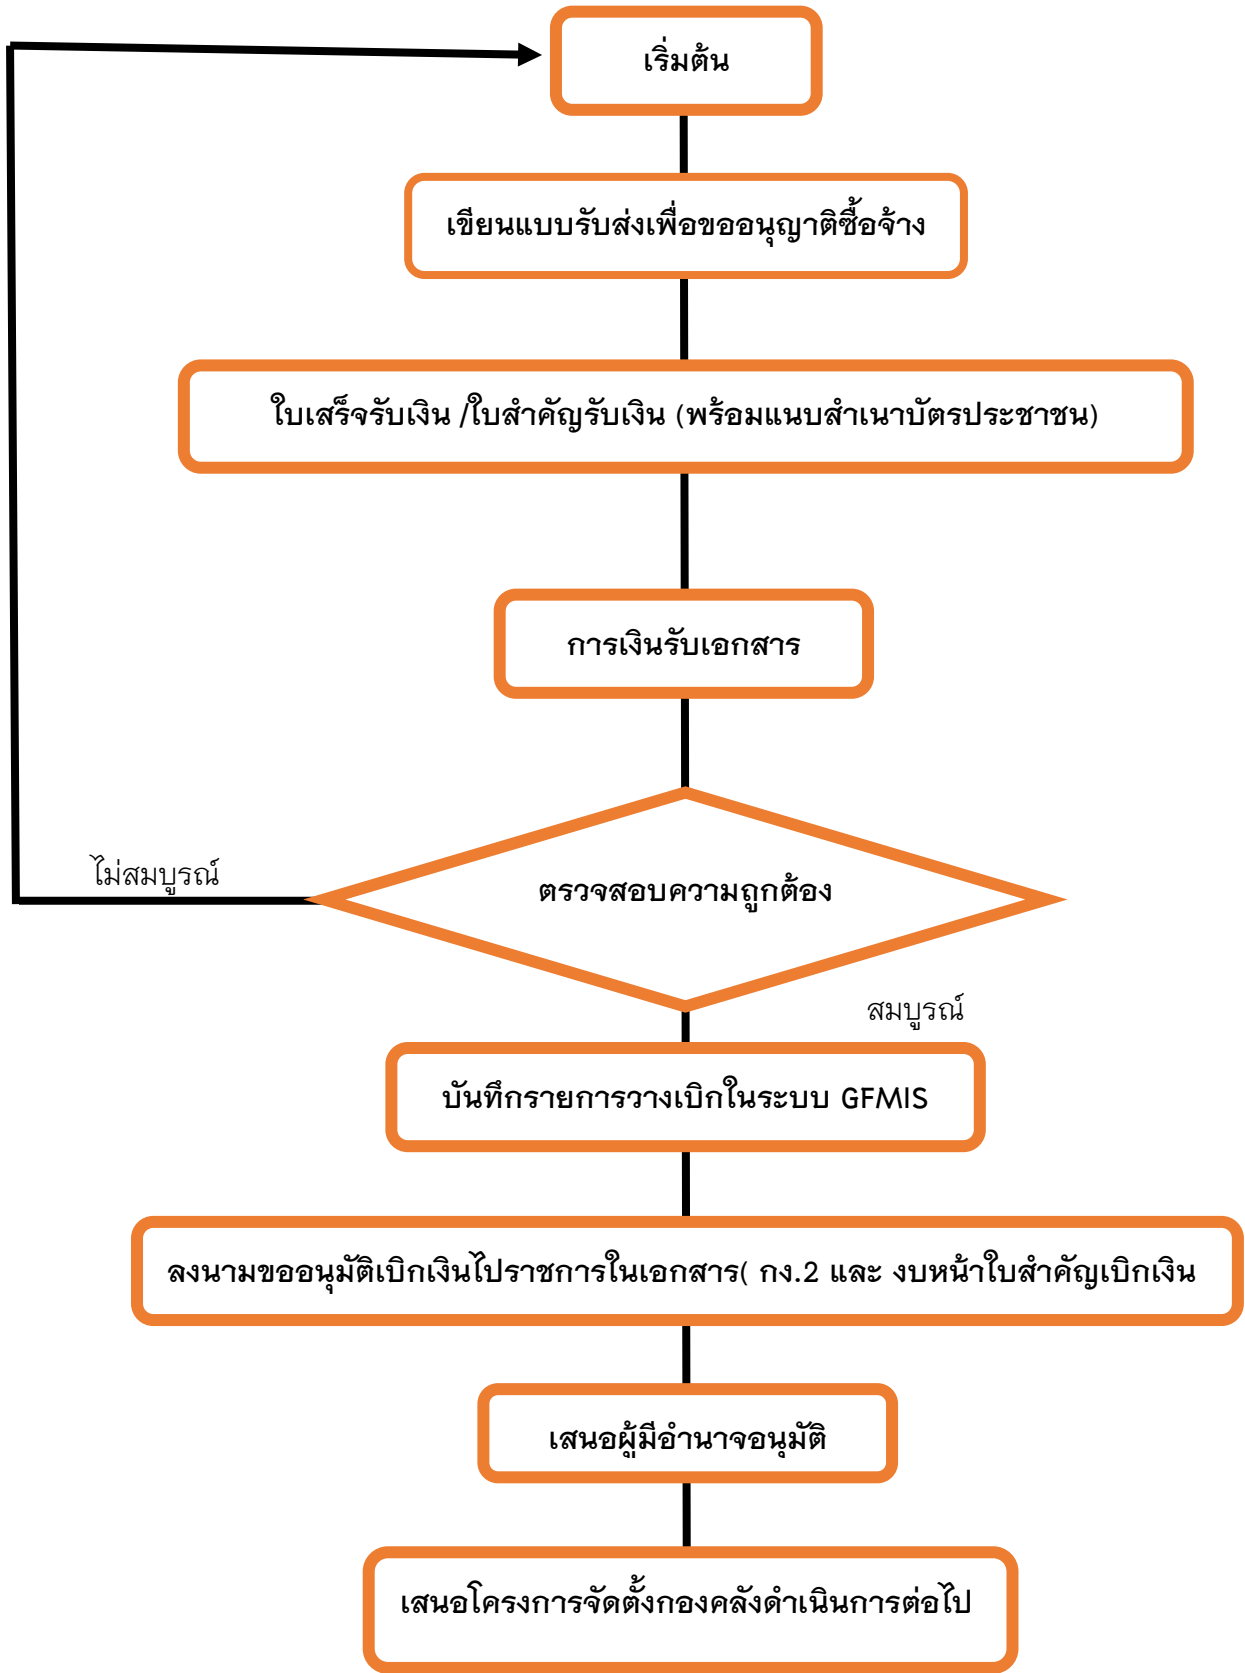 เริ่มต้น
เขียนแบบรับส่งเพื่อขออนุญาติซื้อจ้าง
ใบเสร็จรับเงิน /ใบสำคัญรับเงิน (พร้อมแนบสำเนาบัตรประชาชน)
การเงินรับเอกสาร
ไม่สมบูรณ์
ตรวจสอบความถูกต้อง
สมบูรณ์
บันทึกรายการวางเบิกในระบบ GFMIS
ลงนามขออนุมัติเบิกเงินไปราชการในเอกสาร( กง.2 และ งบหน้าใบสำคัญเบิกเงิน
เสนอผู้มีอำนาจอนุมัติ
เสนอโครงการจัดตั้งกองคลังดำเนินการต่อไป